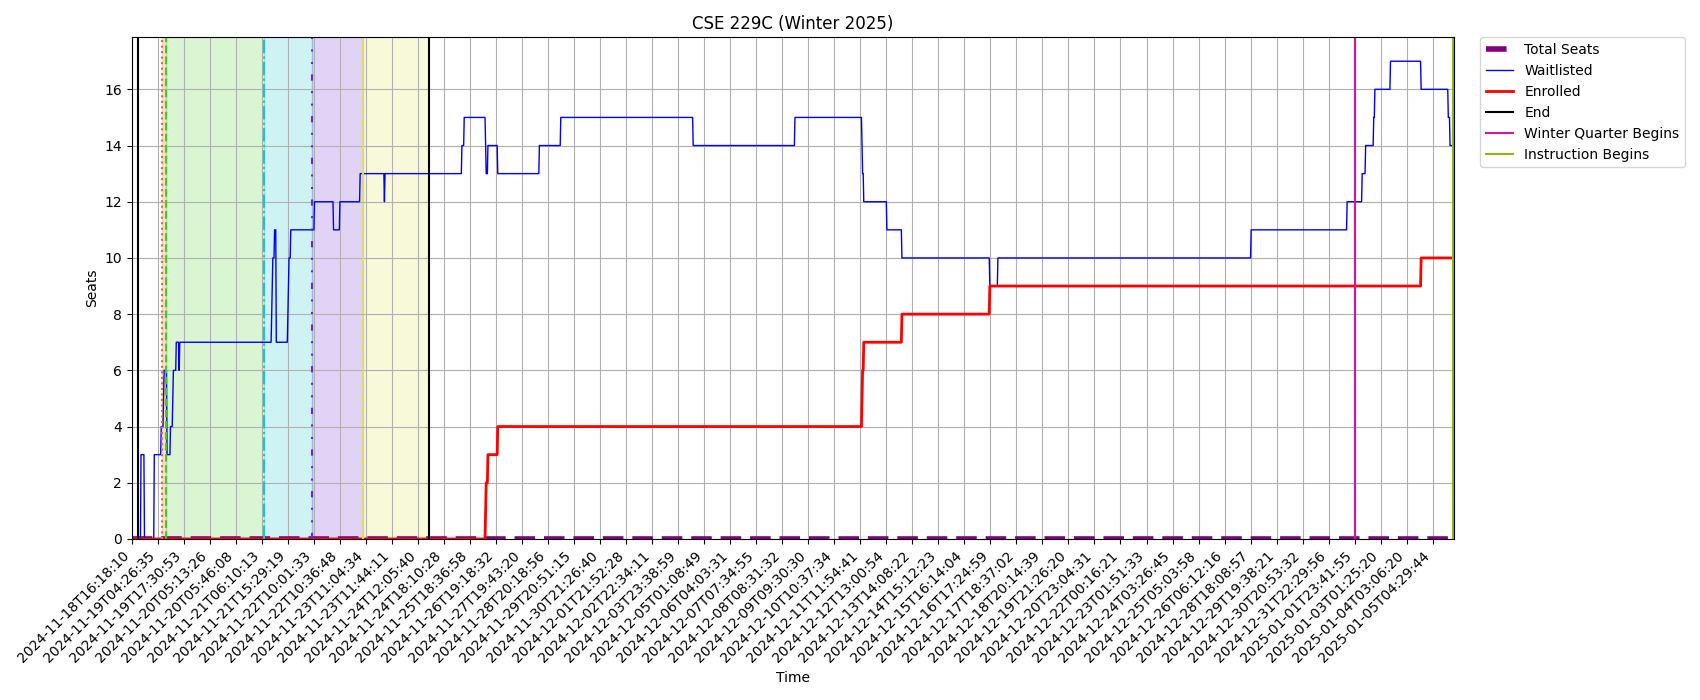 CSE 229C (Winter 2025)
Total Seats
Waitlisted
Enrolled
End
Winter Quarter Begins
Instruction Begins
Seats
16
14
12
10
8
6
4
2
0
2024-11-18T16:18:10
2024-11-19T04:26:35
2024-11-19T17:30:53
2024-11-20T05:13:26
2024-11-20T05:46:08
2024-11-21T06:10:13
2024-11-21T15:29:19
2024-11-22T10:01:33
2024-11-22T10:36:48
2024-11-23T11:04:34
2024-11-23T11:44:11
2024-11-24T12:05:40
2024-11-24T18:10:28
2024-11-25T18:36:58
2024-11-26T19:18:32
2024-11-27T19:43:20
2024-11-28T20:18:56
2024-11-29T20:51:15
2024-11-30T21:26:40
2024-12-01T21:52:28
2024-12-02T22:34:11
2024-12-03T23:38:59
2024-12-05T01:08:49
2024-12-06T04:03:31
2024-12-07T07:34:55
2024-12-08T08:31:32
2024-12-09T09:30:30
2024-12-10T10:37:34
2024-12-11T11:54:41
2024-12-12T13:00:54
2024-12-13T14:08:22
2024-12-14T15:12:23
2024-12-15T16:14:04
2024-12-16T17:24:59
2024-12-17T18:37:02
2024-12-18T20:14:39
2024-12-19T21:26:20
2024-12-20T23:04:31
2024-12-22T00:16:21
2024-12-23T01:51:33
2024-12-24T03:26:45
2024-12-25T05:03:58
2024-12-26T06:12:16
2024-12-28T18:08:57
2024-12-29T19:38:21
2024-12-30T20:53:32
2024-12-31T22:29:56
2025-01-01T23:41:55
2025-01-03T01:25:20
2025-01-04T03:06:20
2025-01-05T04:29:44
Time